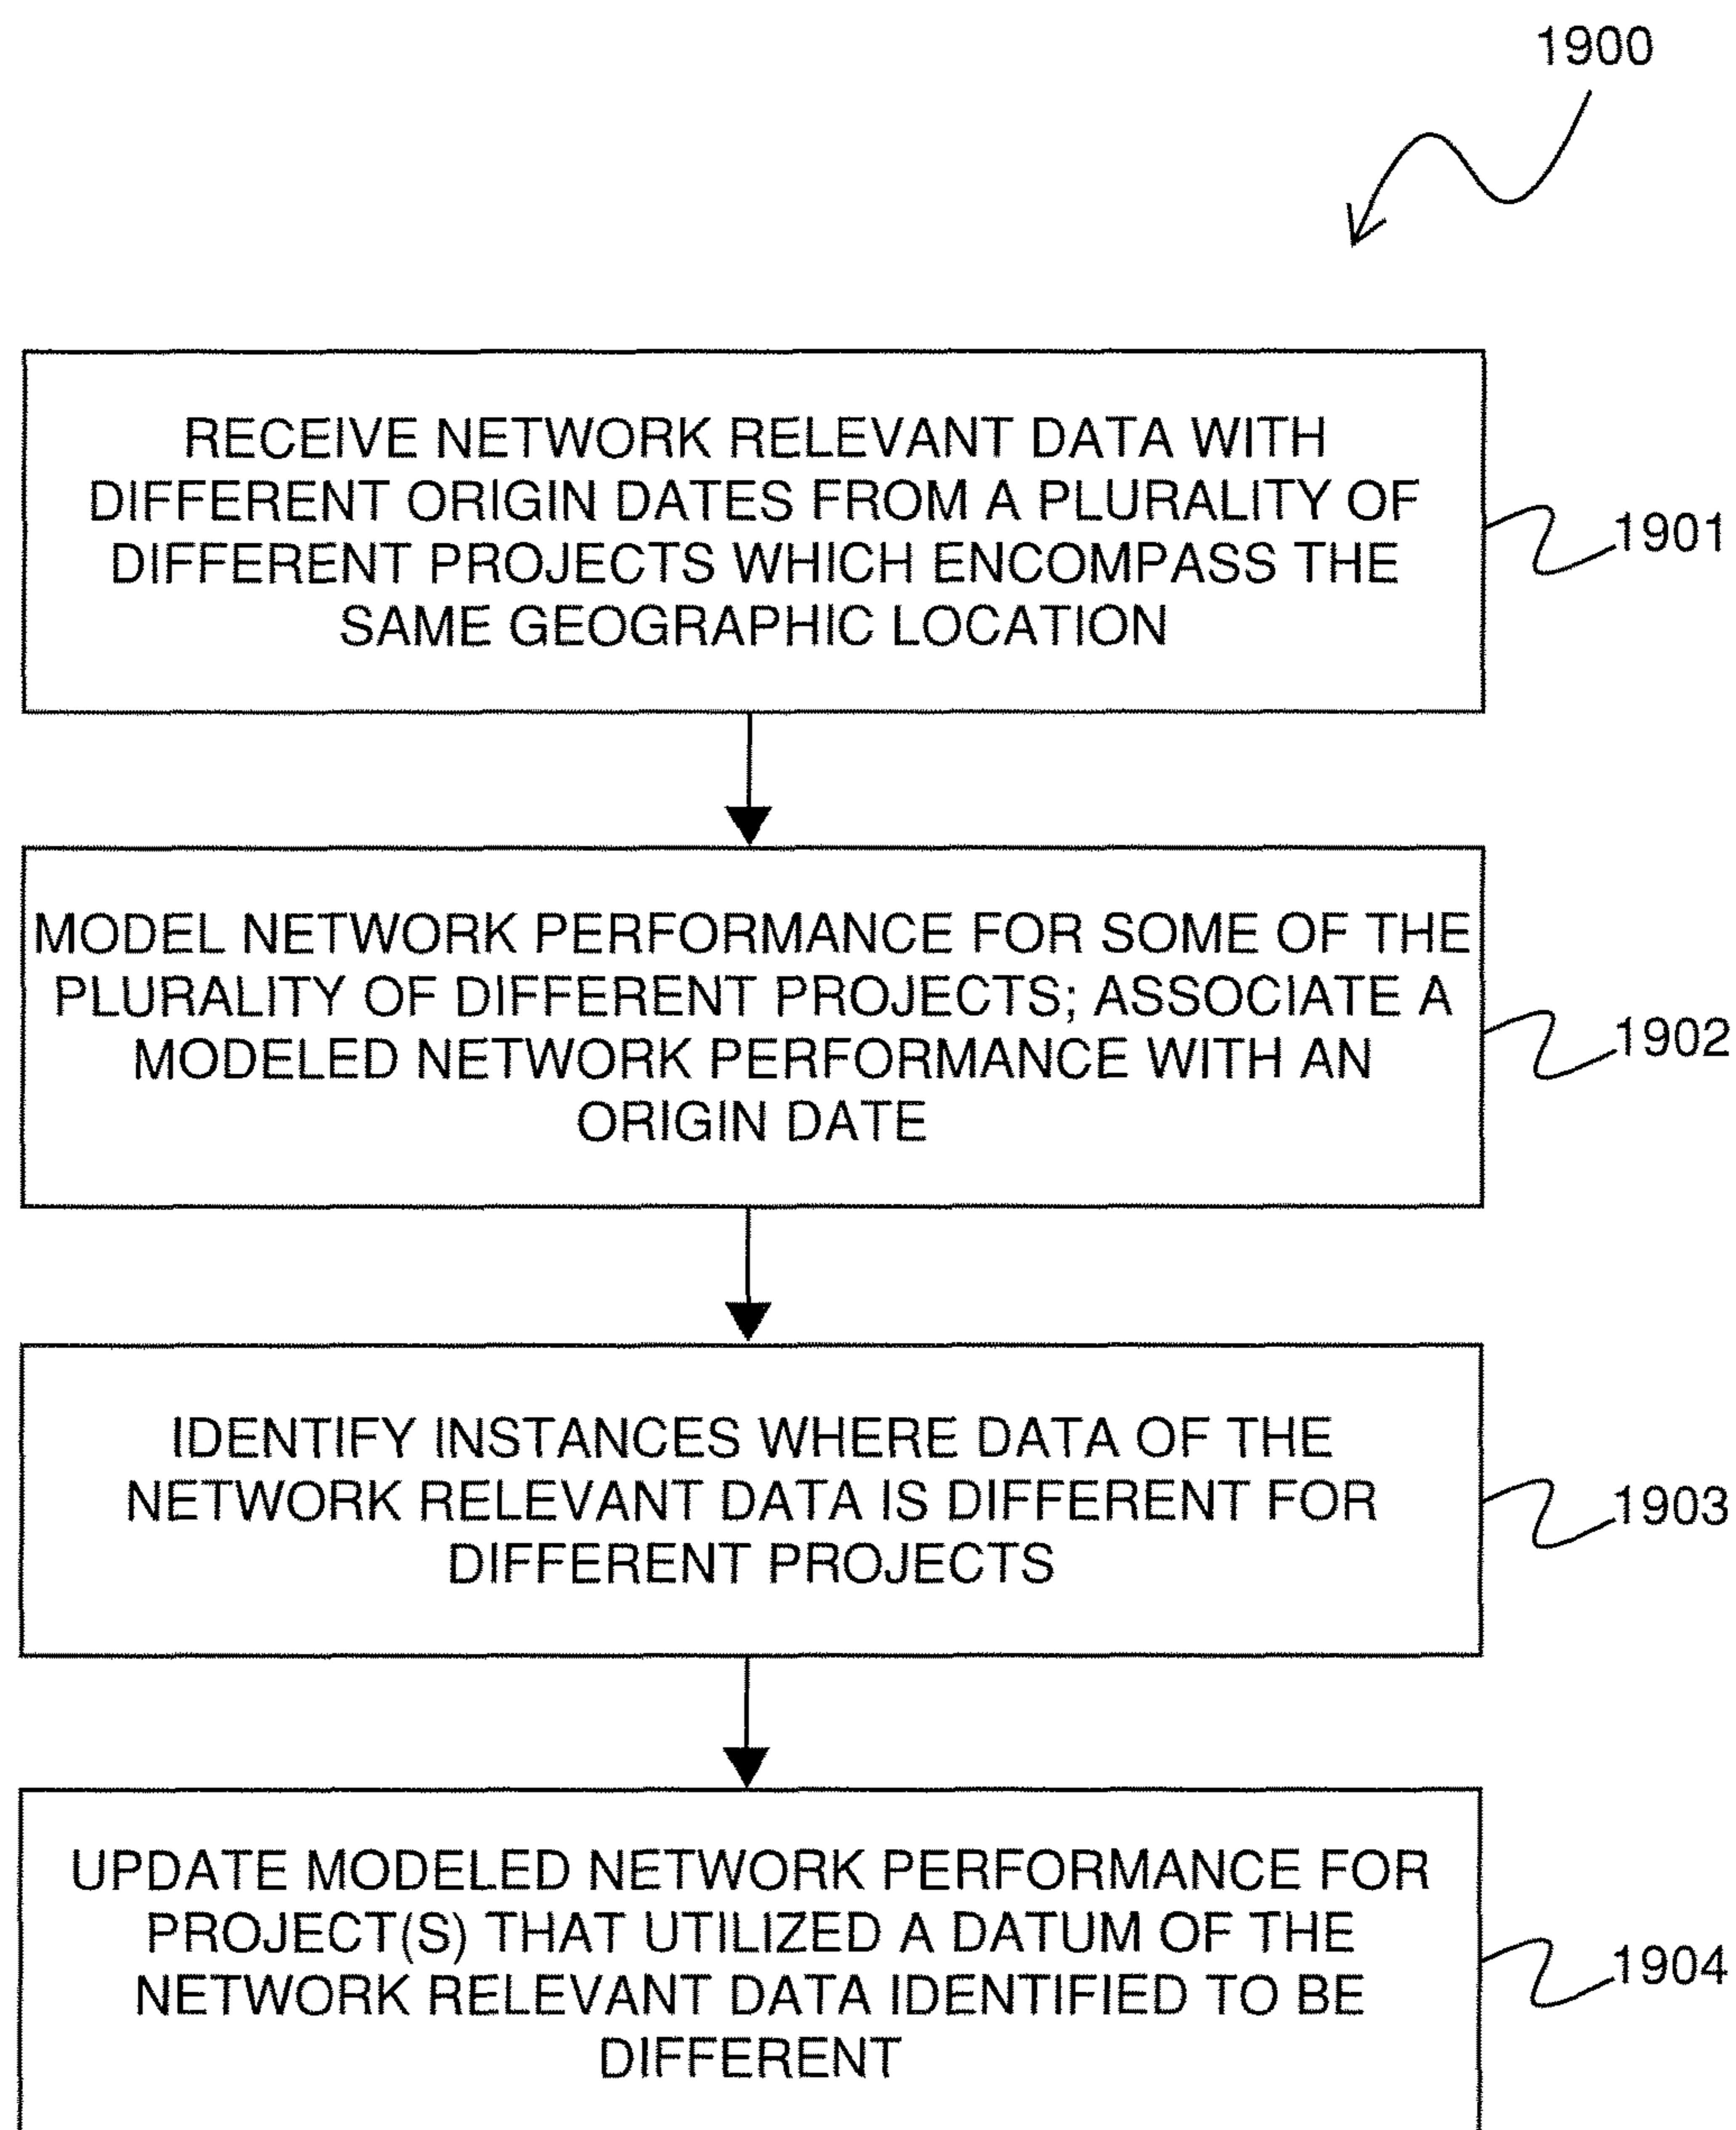 1900
RECEIVE NETWORK RELEVANT DATA WITH
DIFFERENT ORIGIN DATES FROM A PLURALITY OF
DIFFERENT PROJECTS WHICH ENCOMPASS THE
SAME GEOGRAPHIC LOCATION
1901
MODEL NETWORK PERFORMANCE FOR SOME OF THE
PLURALITY OF DIFFERENT PROJECTS; ASSOCIATE A
MODELED NETWORK PERFORMANCE WITH AN
ORIGIN DATE
1902
IDENTIFY INSTANCES WHERE DATA OF THE
NETWORK RELEVANT DATA IS DIFFERENT FOR
DIFFERENT PROJECTS
1903
UPDATE MODELED NETWORK PERFORMANCE FOR
PROJECT(S) THAT UTILIZED A DATUM OF THE
NETWORK RELEVANT DATA IDENTIFIED TO BE
DIFFERENT
1904